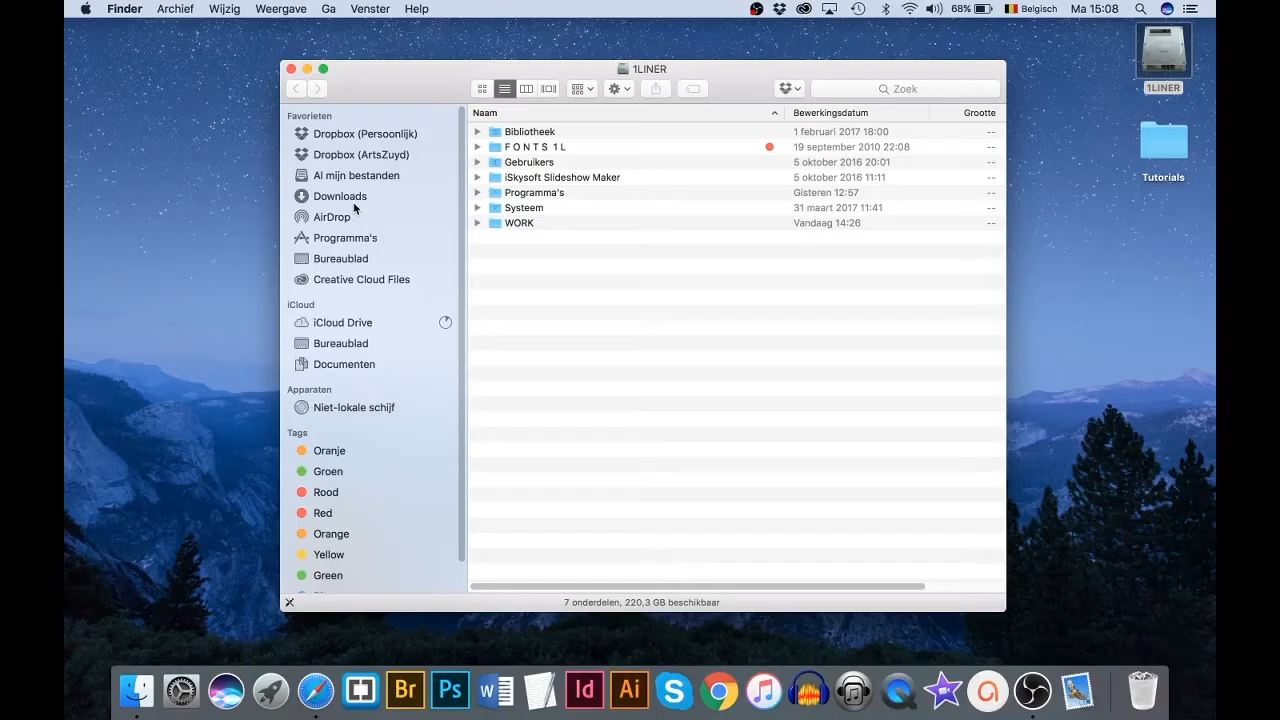 Finder Archief Wijzig Weergave Ga Venster Help 68% Belgisch Ma 15:08
1LINER
Zoek
1LINER
Tutorials
Favorieten
Dropbox (Persoonlijk)
Dropbox (ArtsZuyd)
Al mijn bestanden
Downloads
AirDrop
Programma's
Bureaublad
Creative Cloud Files
iCloud
iCloud Drive
Bureaublad
Documenten
Apparaten
Niet-lokale schijf
Tags
Oranje
Groen
Rood
Red
Orange
Yellow
Green
Naam Bewerkingsdatum Grootte
Bibliotheek 1 februari 2017 18:00 --
F O N T S 1 L 19 september 2010 22:08 --
Gebruikers 5 oktober 2016 20:01 --
iSkysoft Slideshow Maker 5 oktober 2016 11:11 --
Programma's Gisteren 12:57 --
Systeem 31 maart 2017 11:41 --
WORK Vandaag 14:26 --
7 onderdelen, 220,3 GB beschikbaar
Br Ps W Id Ai S a